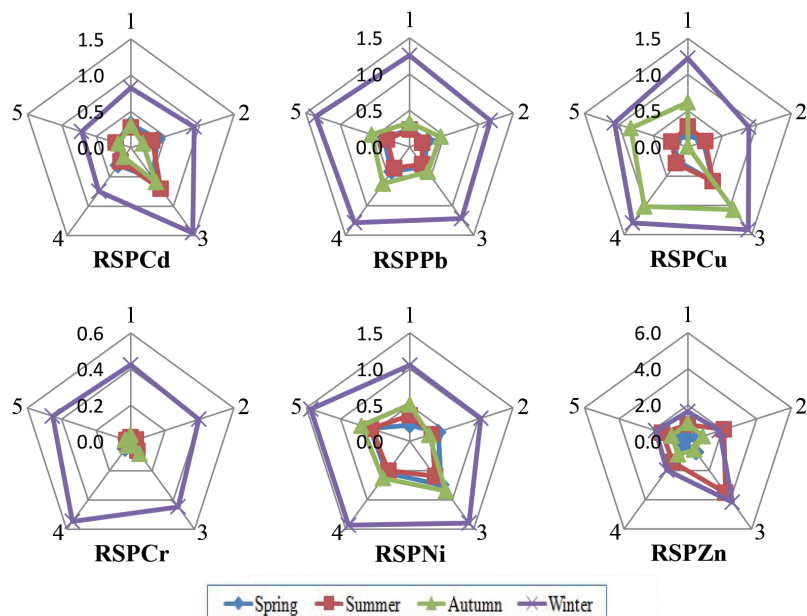 1 1 1
1.5 1.5 1.5
1.0 1.0 1.0
5 0.5 2 5 0.5 2 5 0.5 2
0.0 0.0 0.0
4 3 4 3 4 3
RSPCd RSPPb RSPCu
1 1 1
0.6 1.5 6.0
0.4 1.0 4.0
5 0.2 2 5 0.5 2 5 2.0 2
0.0 0.0 0.0
4 3 4 3 4 3
RSPCr RSPNi RSPZn
Spring Summer Autumn Winter